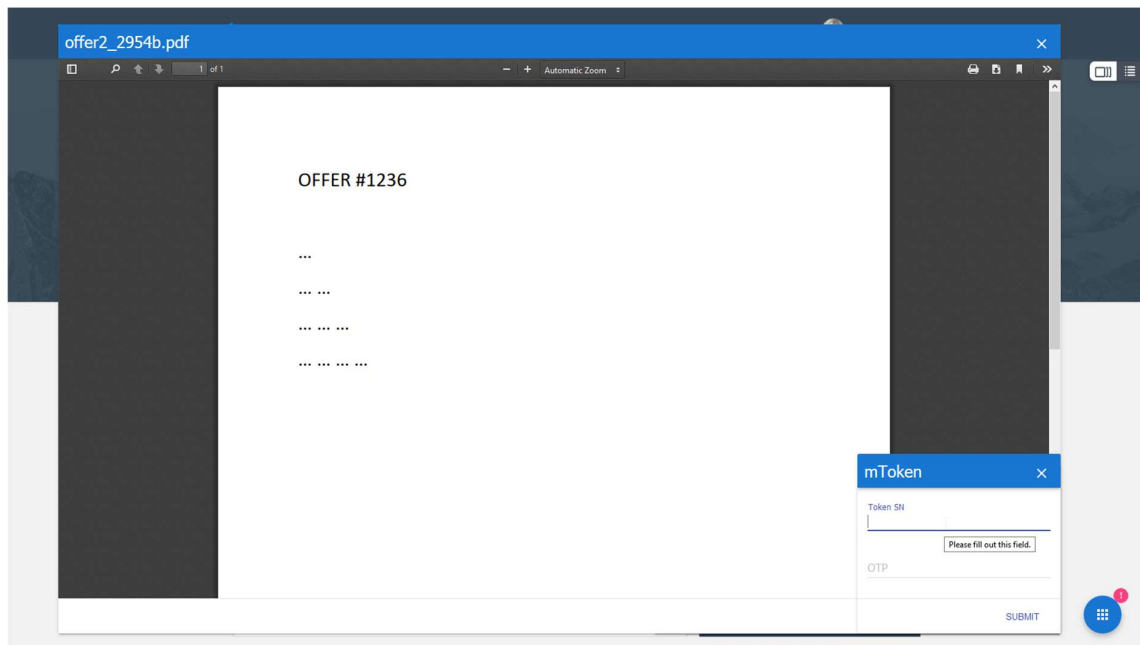 offer2_2954b.pdf
1 of 1
Automatic Zoom
OFFER #1236
...
... ...
... ... ...
... ... ... ...
mToken
Token SN
Please fill out this field.
OTP
SUBMIT
!